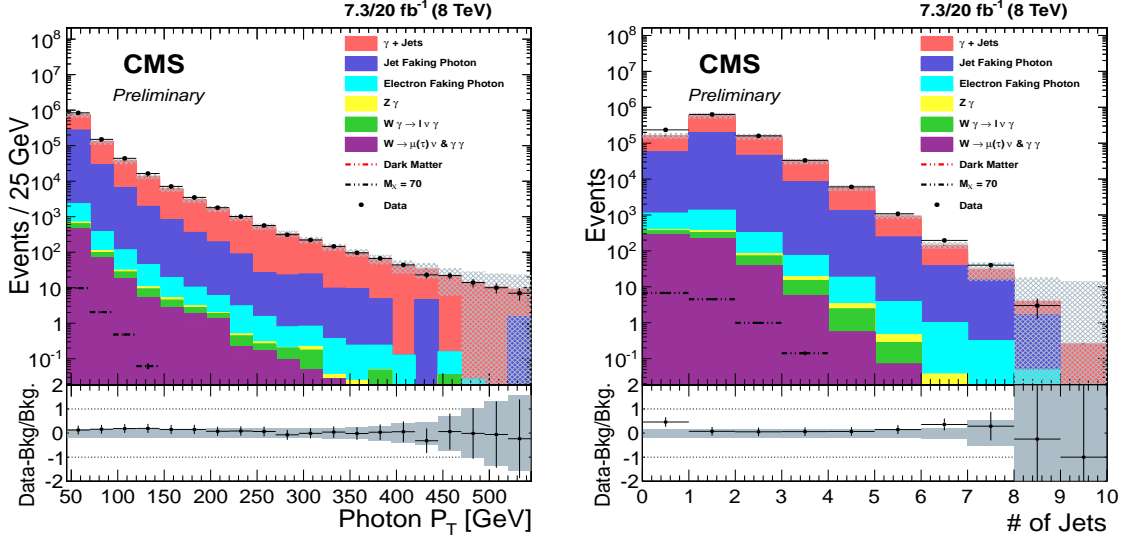 7.3/20 fb⁻¹ (8 TeV)
CMS
Preliminary
γ + Jets
Jet Faking Photon
Electron Faking Photon
Z γ
W γ → l ν γ
W → μ(τ) ν & γ γ
Dark Matter
Mχ = 70
Data
Events / 25 GeV
10⁸
10⁷
10⁶
10⁵
10⁴
10³
10²
10
1
10⁻¹
Data-Bkg/Bkg.
2
1
0
-1
-2
50 100 150 200 250 300 350 400 450 500
Photon P_T [GeV]
7.3/20 fb⁻¹ (8 TeV)
CMS
Preliminary
γ + Jets
Jet Faking Photon
Electron Faking Photon
Z γ
W γ → l ν γ
W → μ(τ) ν & γ γ
Dark Matter
Mχ = 70
Data
Events
10⁸
10⁷
10⁶
10⁵
10⁴
10³
10²
10
1
10⁻¹
Data-Bkg/Bkg.
2
1
0
-1
-2
0 1 2 3 4 5 6 7 8 9 10
# of Jets